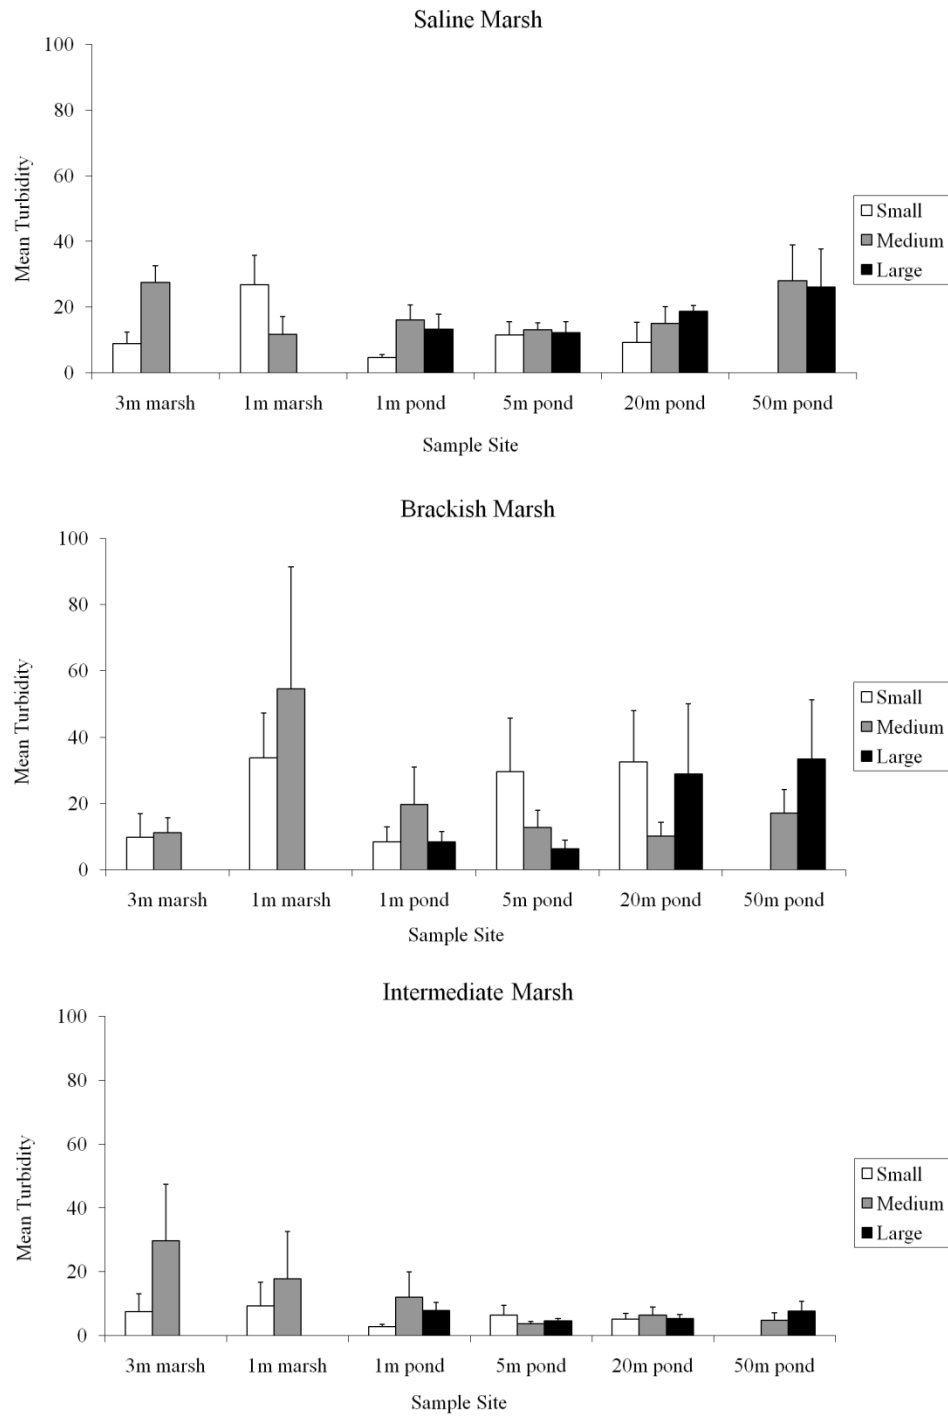 Saline Marsh
100
80
60
40
20
0
Mean Turbidity
3m marsh 1m marsh 1m pond 5m pond 20m pond 50m pond
Sample Site
Small
Medium
Large
Brackish Marsh
100
80
60
40
20
0
Mean Turbidity
3m marsh 1m marsh 1m pond 5m pond 20m pond 50m pond
Sample Site
Small
Medium
Large
Intermediate Marsh
100
80
60
40
20
0
Mean Turbidity
3m marsh 1m marsh 1m pond 5m pond 20m pond 50m pond
Sample Site
Small
Medium
Large